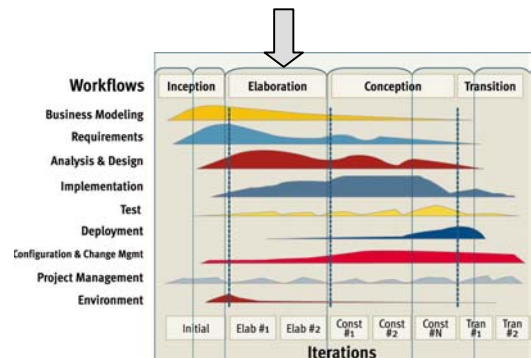 Workflows Inception Elaboration Conception Transition
Business Modeling
Requirements
Analysis & Design
Implementation
Test
Deployment
Configuration & Change Mgmt
Project Management
Environment
Initial Elab #1 Elab #2 Const #1 Const #2 Const #N Tran #1 Tran #2
Iterations